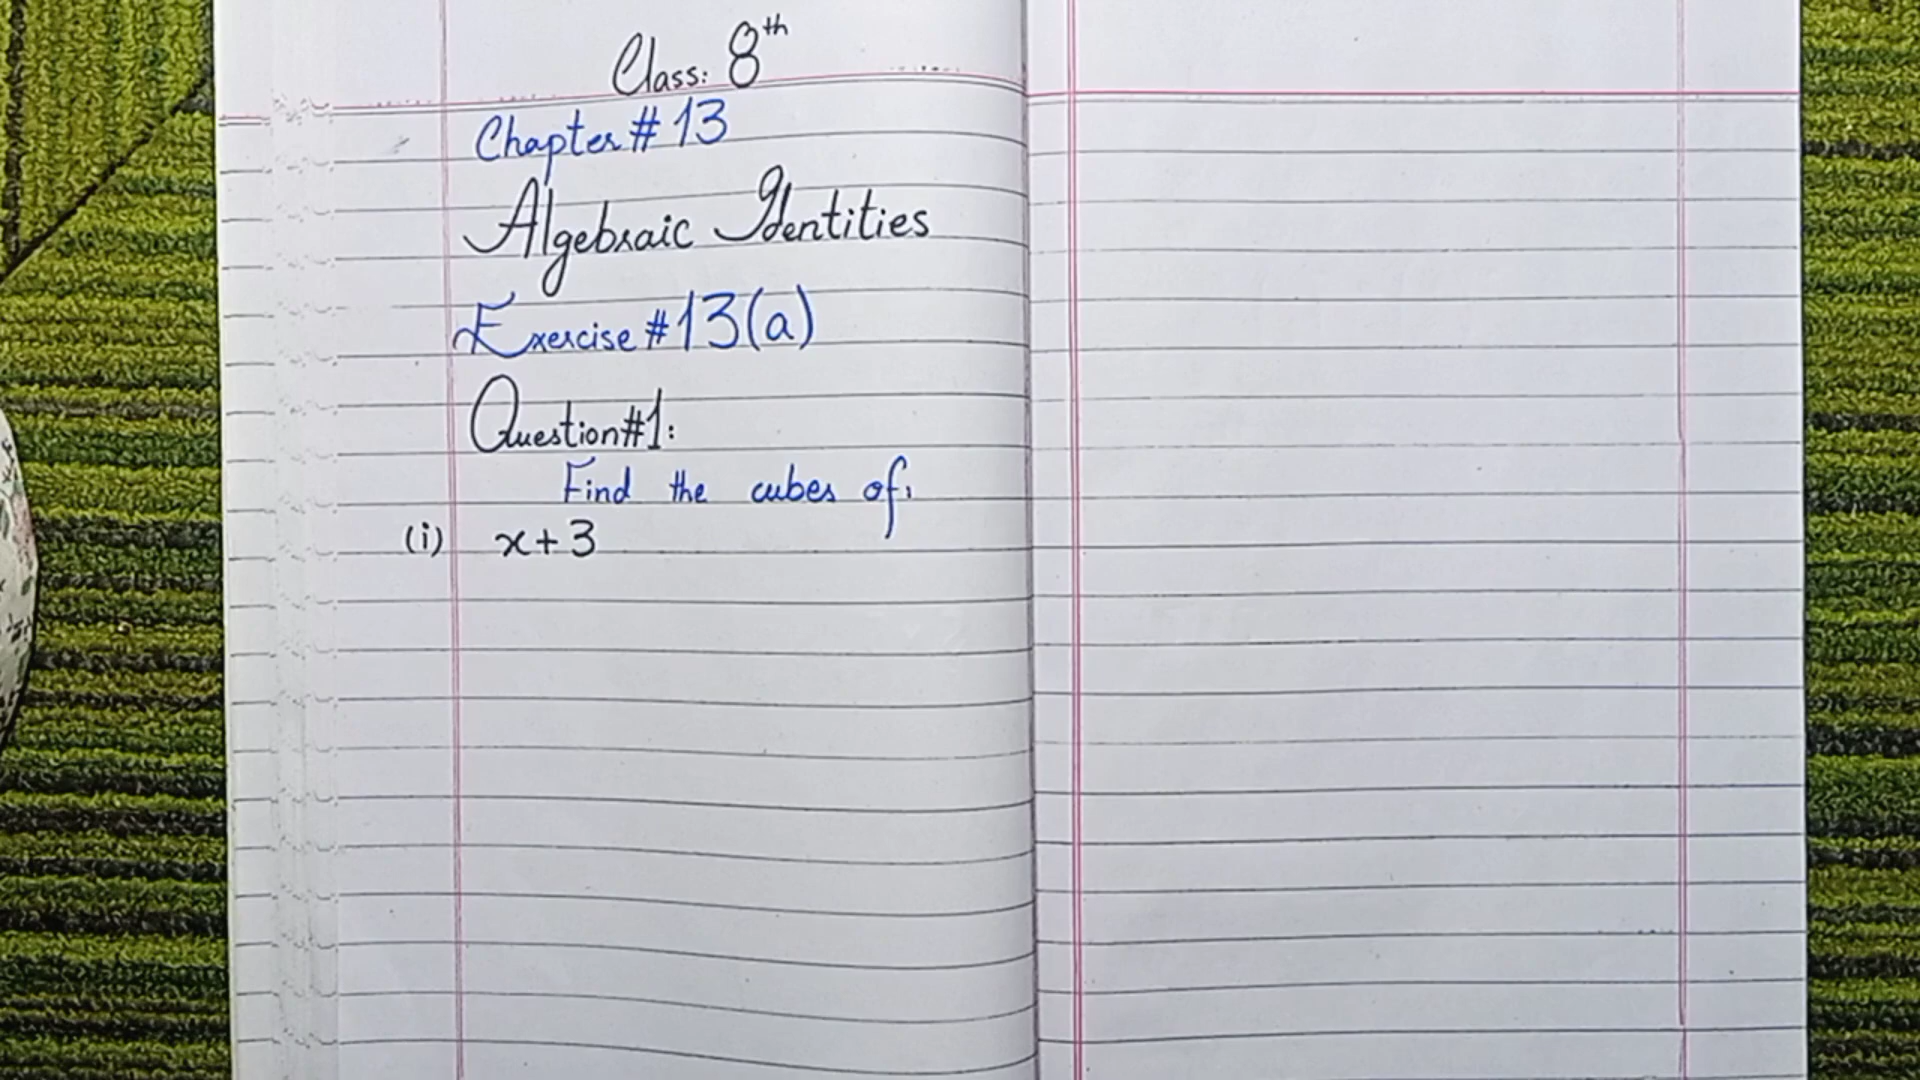 Class: 8th
Chapter # 13
Algebraic Identities
Exercise # 13(a)
Question#1:
Find the cubes of:
(i) x+3